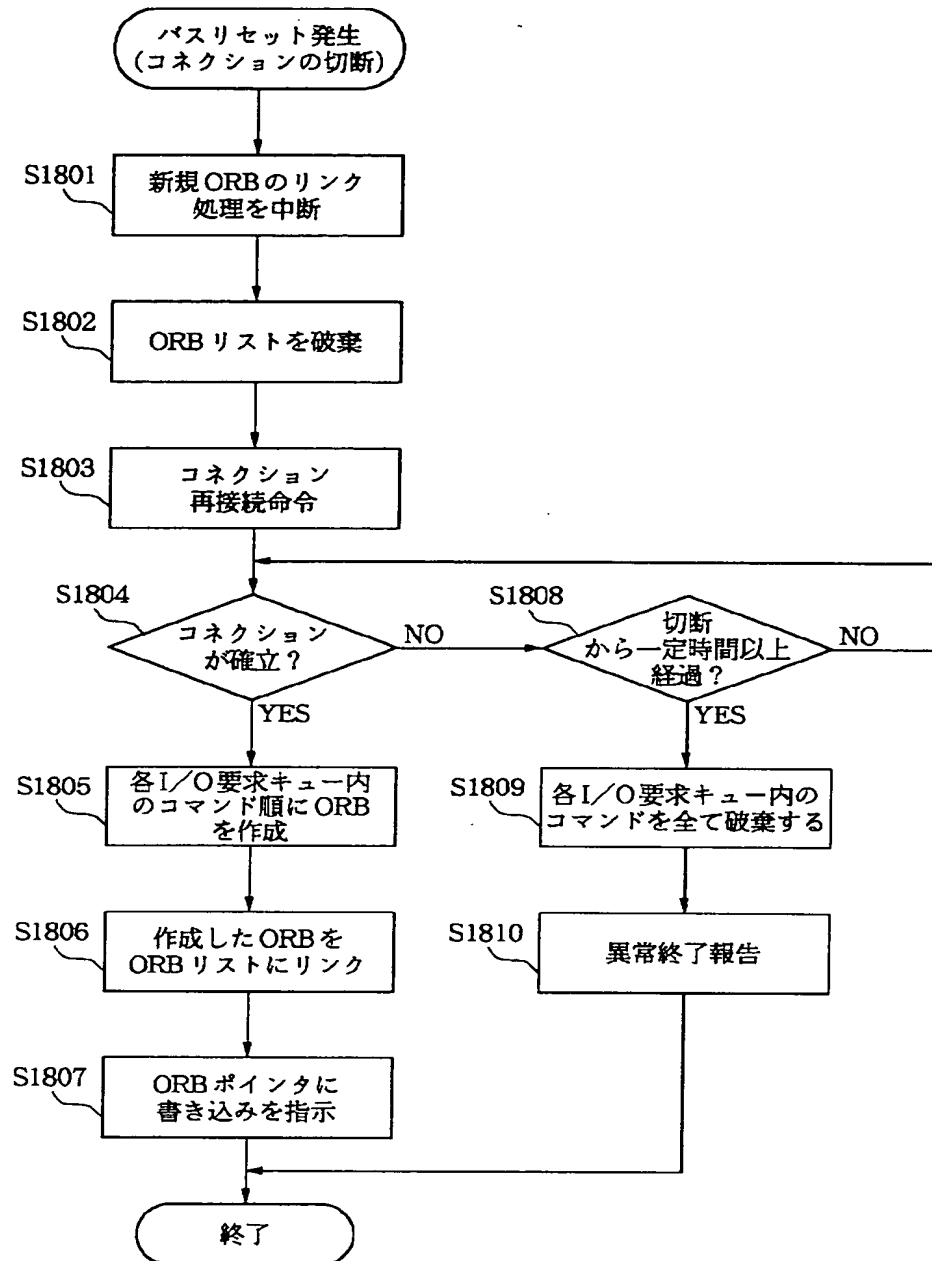 バスリセット発生
(コネクションの切断)
S1801
新規ORBのリンク
処理を中断
S1802
ORBリストを破棄
S1803
コネクション
再接続命令
S1804
コネクション
が確立?
NO
YES
S1808
切断
から一定時間以上
経過?
NO
YES
S1805
各I/O要求キュー内
のコマンド順にORB
を作成
S1809
各I/O要求キュー内の
コマンドを全て破棄する
S1806
作成したORBを
ORBリストにリンク
S1810
異常終了報告
S1807
ORBポインタに
書き込みを指示
終了